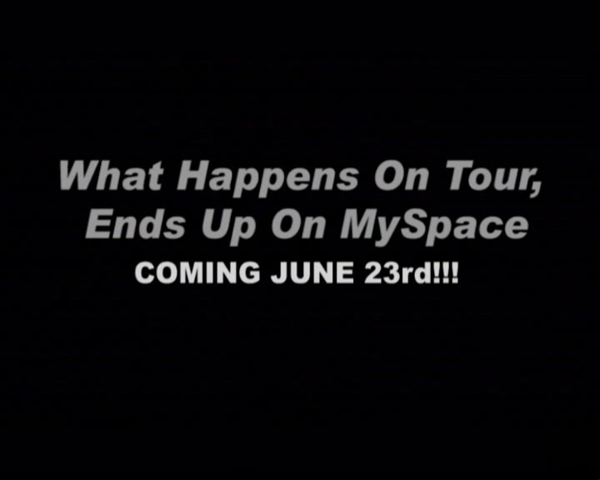 What Happens On Tour,
Ends Up On MySpace
COMING JUNE 23rd!!!